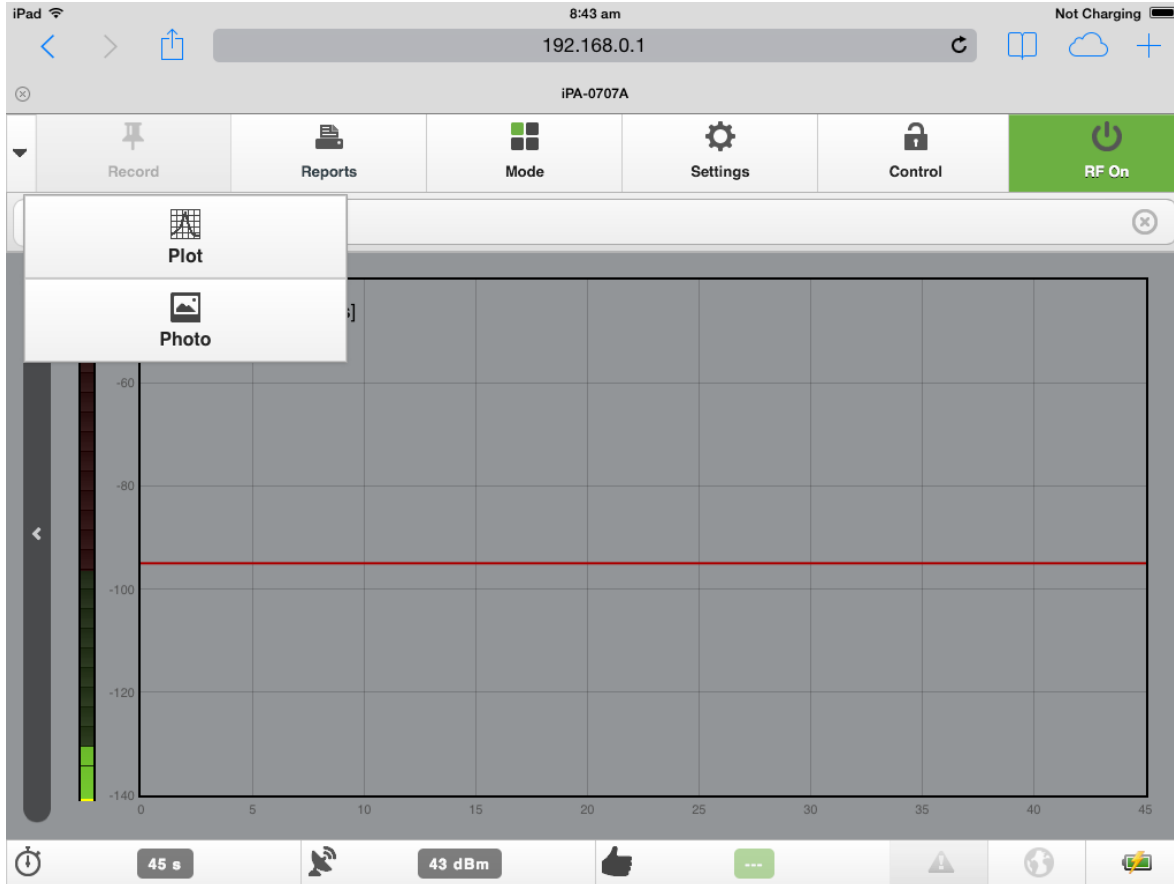 iPad 8:43 am Not Charging
192.168.0.1
iPA-0707A
Record Reports Mode Settings Control RF On
Plot
Photo
s]
-60
-80
-100
-120
-140
0 5 10 15 20 25 30 35 40 45
45 s 43 dBm ---